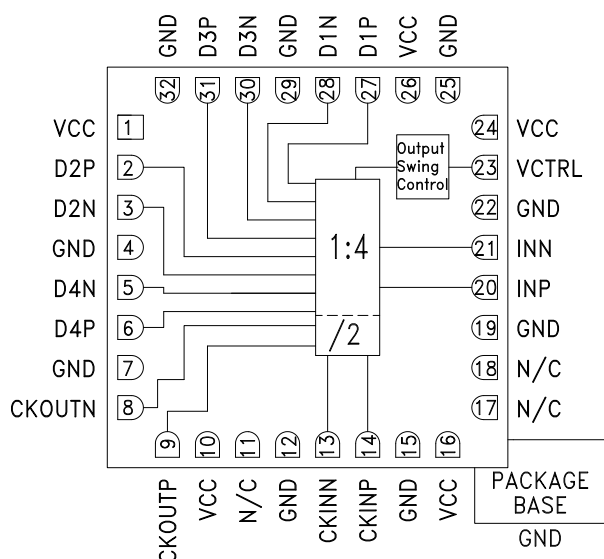 GND
D3P
D3N
GND
D1N
D1P
VCC
GND
32
31
30
29
28
27
26
25
VCC
1
D2P
2
D2N
3
GND
4
D4N
5
D4P
6
GND
7
CKOUTN
8
Output
Swing
Control
1:4
/2
24
VCC
23
VCTRL
22
GND
21
INN
20
INP
19
GND
18
N/C
17
N/C
9
10
11
12
13
14
15
16
CKOUTP
VCC
N/C
GND
CKINN
CKINP
GND
VCC
PACKAGE
BASE
GND